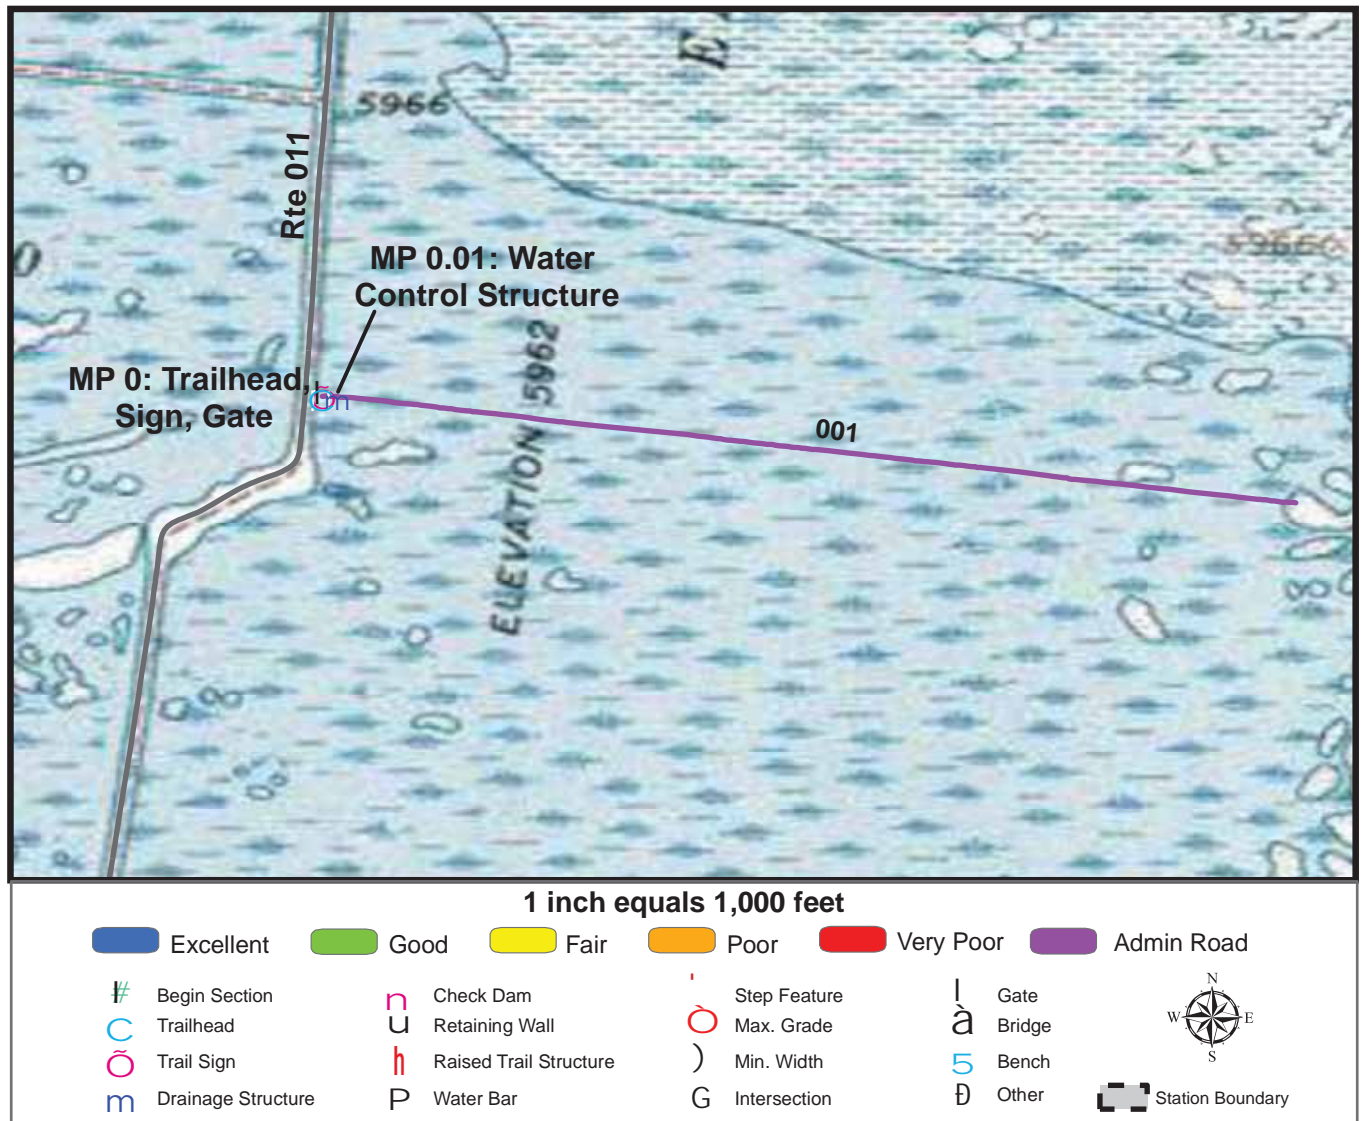 E
5966
Rte 011
MP 0.01: Water
Control Structure
MP 0: Trailhead,
Sign, Gate
ELEVATION 5962
001
1 inch equals 1,000 feet
Excellent
Good
Fair
Poor
Very Poor
Admin Road
# Begin Section
n Check Dam
' Step Feature
l Gate
C Trailhead
u Retaining Wall
Ò Max. Grade
à Bridge
Õ Trail Sign
h Raised Trail Structure
) Min. Width
5 Bench
m Drainage Structure
P Water Bar
G Intersection
Ð Other
N
W E
S
Station Boundary